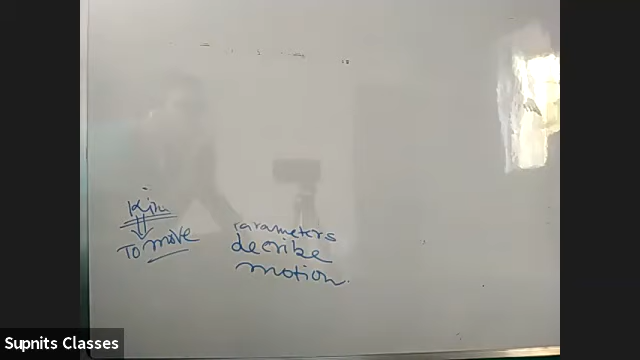 Kin
To move
Parameters
decribe
motion.
Supnits Classes